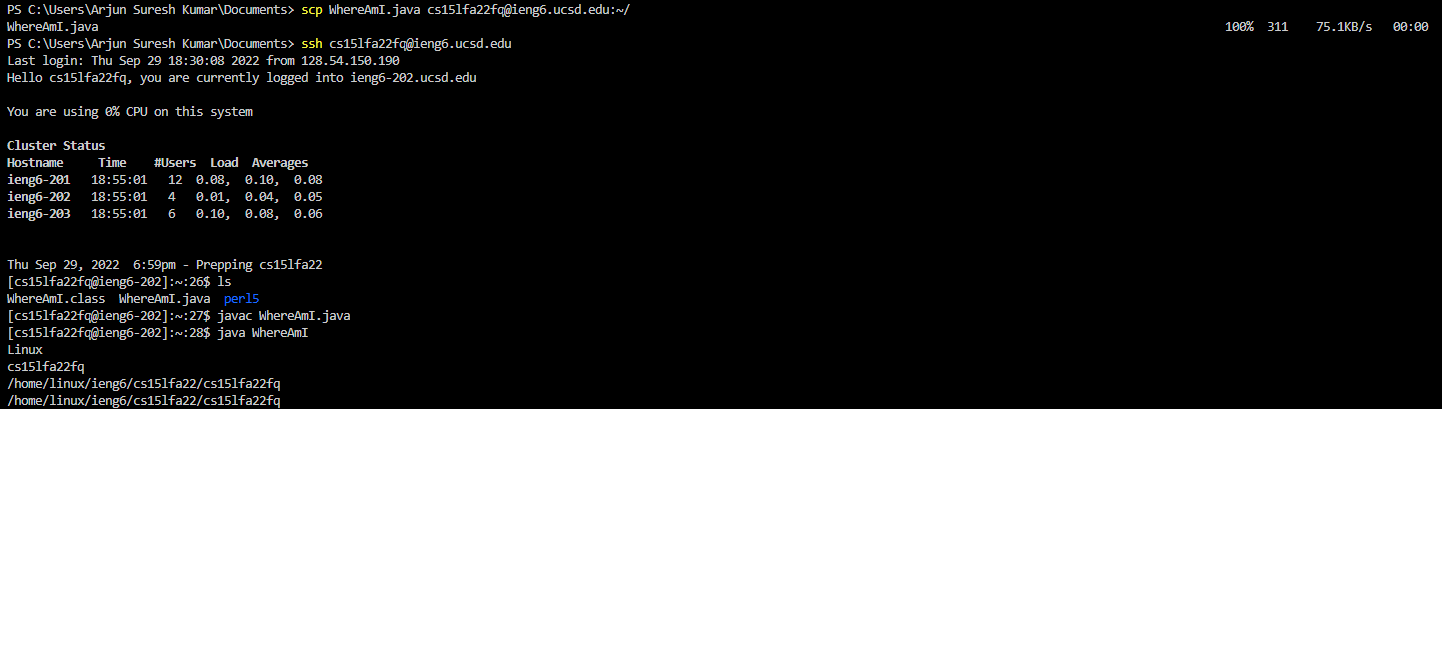 PS C:\Users\Arjun Suresh Kumar\Documents> scp WhereAmI.java cs15lfa22fq@ieng6.ucsd.edu:~/
WhereAmI.java 100% 311 75.1KB/s 00:00
PS C:\Users\Arjun Suresh Kumar\Documents> ssh cs15lfa22fq@ieng6.ucsd.edu
Last login: Thu Sep 29 18:30:08 2022 from 128.54.150.190
Hello cs15lfa22fq, you are currently logged into ieng6-202.ucsd.edu
You are using 0% CPU on this system
Cluster Status
Hostname Time #Users Load Averages
ieng6-201 18:55:01 12 0.08, 0.10, 0.08
ieng6-202 18:55:01 4 0.01, 0.04, 0.05
ieng6-203 18:55:01 6 0.10, 0.08, 0.06
Thu Sep 29, 2022 6:59pm - Prepping cs15lfa22
[cs15lfa22fq@ieng6-202]:~:26$ ls
WhereAmI.class WhereAmI.java perl5
[cs15lfa22fq@ieng6-202]:~:27$ javac WhereAmI.java
[cs15lfa22fq@ieng6-202]:~:28$ java WhereAmI
Linux
cs15lfa22fq
/home/linux/ieng6/cs15lfa22/cs15lfa22fq
/home/linux/ieng6/cs15lfa22/cs15lfa22fq